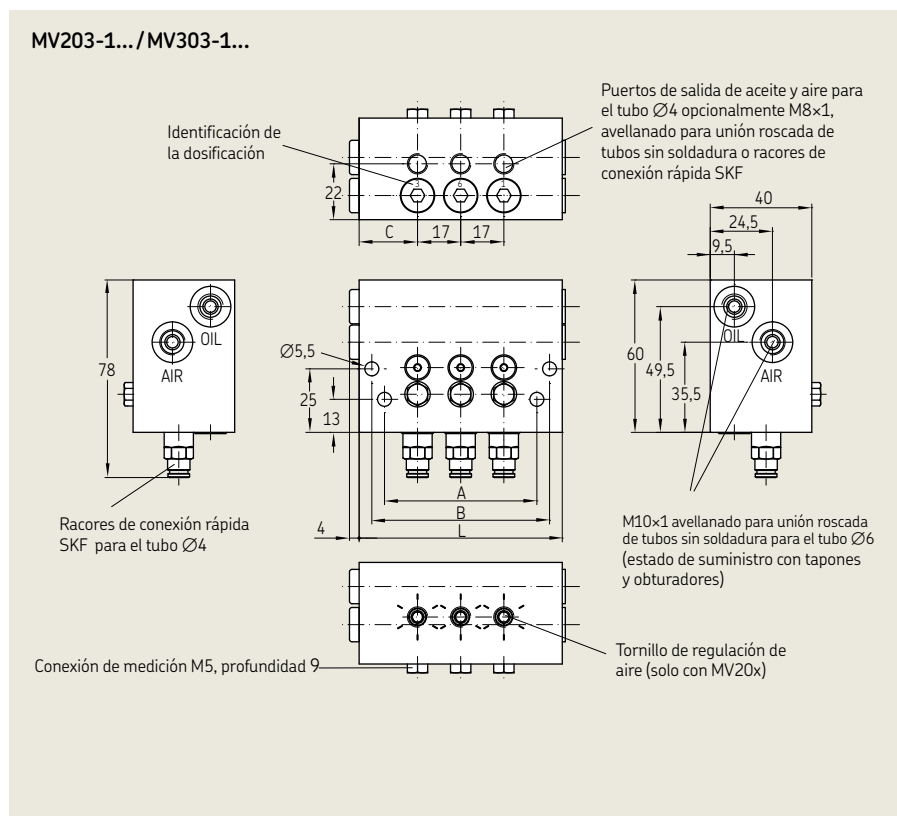 MV203-1... / MV303-1...
Identificación de
la dosificación
Puertos de salida de aceite y aire para
el tubo Ø4 opcionalmente M8×1,
avellanado para unión roscada de
tubos sin soldadura o racores de
conexión rápida SKF
3
6
1
22
C
17
17
40
24,5
9,5
OIL
AIR
78
Ø5,5
25
13
OIL
AIR
60
49,5
35,5
A
B
L
4
Racores de conexión rápida
SKF para el tubo Ø4
M10×1 avellanado para unión roscada
de tubos sin soldadura para el tubo Ø6
(estado de suministro con tapones
y obturadores)
Conexión de medición M5, profundidad 9
Tornillo de regulación de
aire (solo con MV20x)